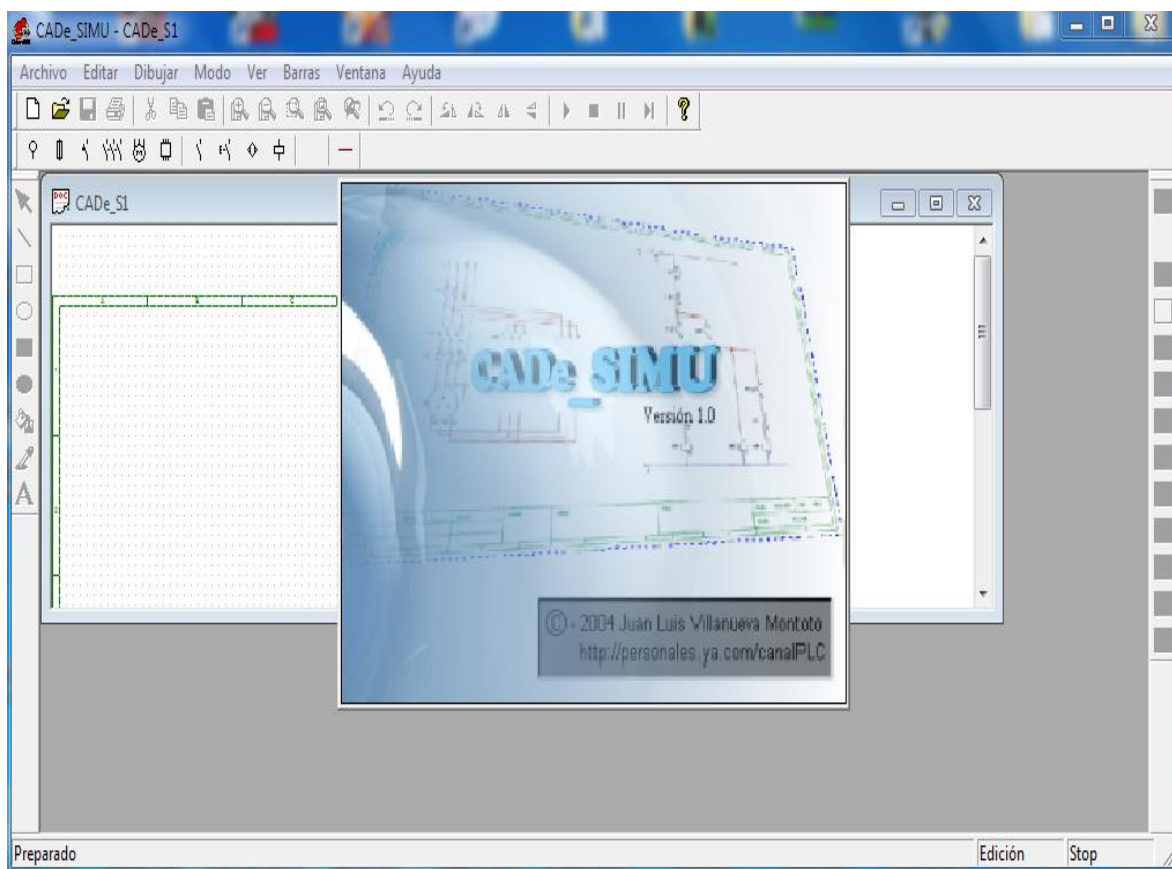 CADe_SIMU - CADe_S1
Archivo Editar Dibujar Modo Ver Barras Ventana Ayuda
DOC CADe_S1
A B C
CADe_SIMU
Versión 1.0
© - 2004 Juan Luis Villanueva Montoto
http://personales.ya.com/canalPLC
A
Preparado Edición Stop